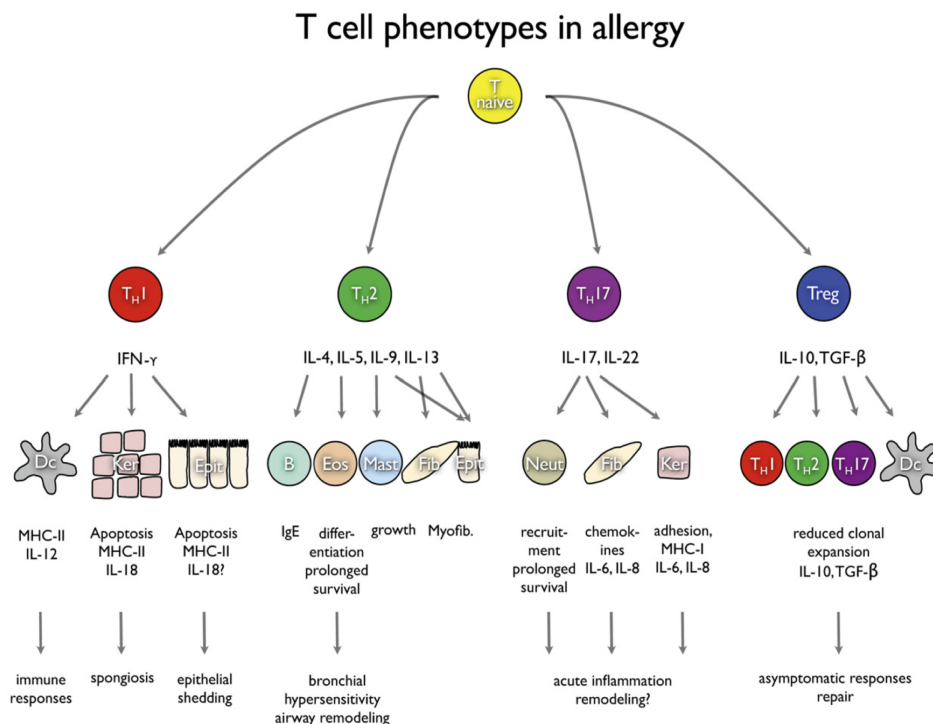 T cell phenotypes in allergy
T
naive
TH1
TH2
TH17
Treg
IFN-γ
IL-4, IL-5, IL-9, IL-13
IL-17, IL-22
IL-10, TGF-β
Dc
Ker
Epit
B
Eos
Mast
Fib
Epit
Neut
Fib
Ker
TH1
TH2
TH17
Dc
MHC-II
IL-12
Apoptosis
MHC-II
IL-18
Apoptosis
MHC-II
IL-18?
IgE
differ-
entiation
prolonged
survival
growth
Myofib.
recruit-
ment
prolonged
survival
chemok-
ines
IL-6, IL-8
adhesion,
MHC-I
IL-6, IL-8
reduced clonal
expansion
IL-10, TGF-β
immune
responses
spongiosis
epithelial
shedding
bronchial
hypersensitivity
airway remodeling
acute inflammation
remodeling?
asymptomatic responses
repair